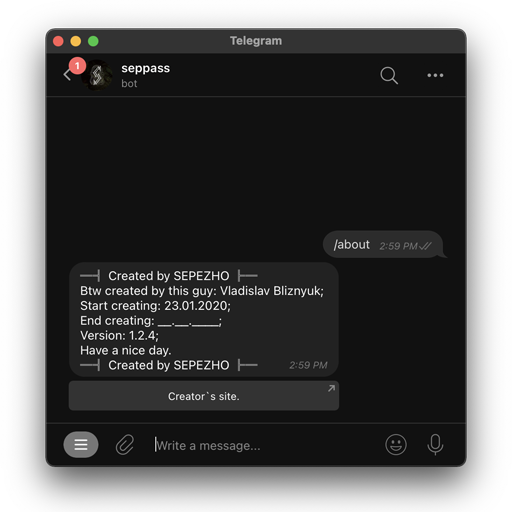 Telegram
1
seppass
bot
/about 2:59 PM
──┤ Created by SEPEZHO ├──
Btw created by this guy: Vladislav Bliznyuk;
Start creating: 23.01.2020;
End creating: __.__.____;
Version: 1.2.4;
Have a nice day.
──┤ Created by SEPEZHO ├──
2:59 PM
Creator`s site.
Write a message...